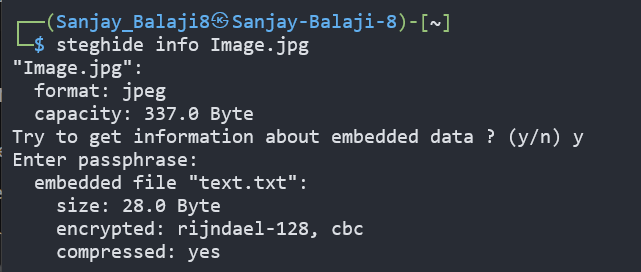 ┌──(Sanjay_Balaji8㉿Sanjay-Balaji-8)-[~]
└─$ steghide info Image.jpg
"Image.jpg":
  format: jpeg
  capacity: 337.0 Byte
Try to get information about embedded data ? (y/n) y
Enter passphrase:
  embedded file "text.txt":
    size: 28.0 Byte
    encrypted: rijndael-128, cbc
    compressed: yes